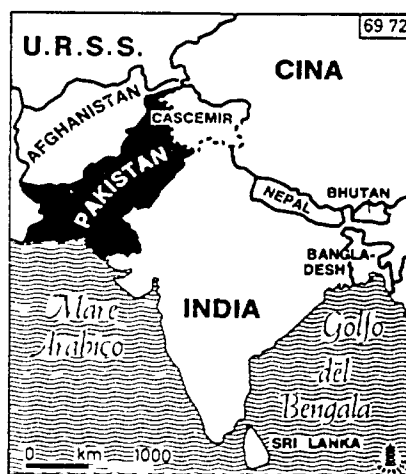 69 72
U.R.S.S.
CINA
AFGHANISTAN
CASCEMIR
PAKISTAN
NEPAL
BHUTAN
BANGLA-
DESH
INDIA
Mare
Arabico
Golfo
del
Bengala
SRI LANKA
0 km 1000